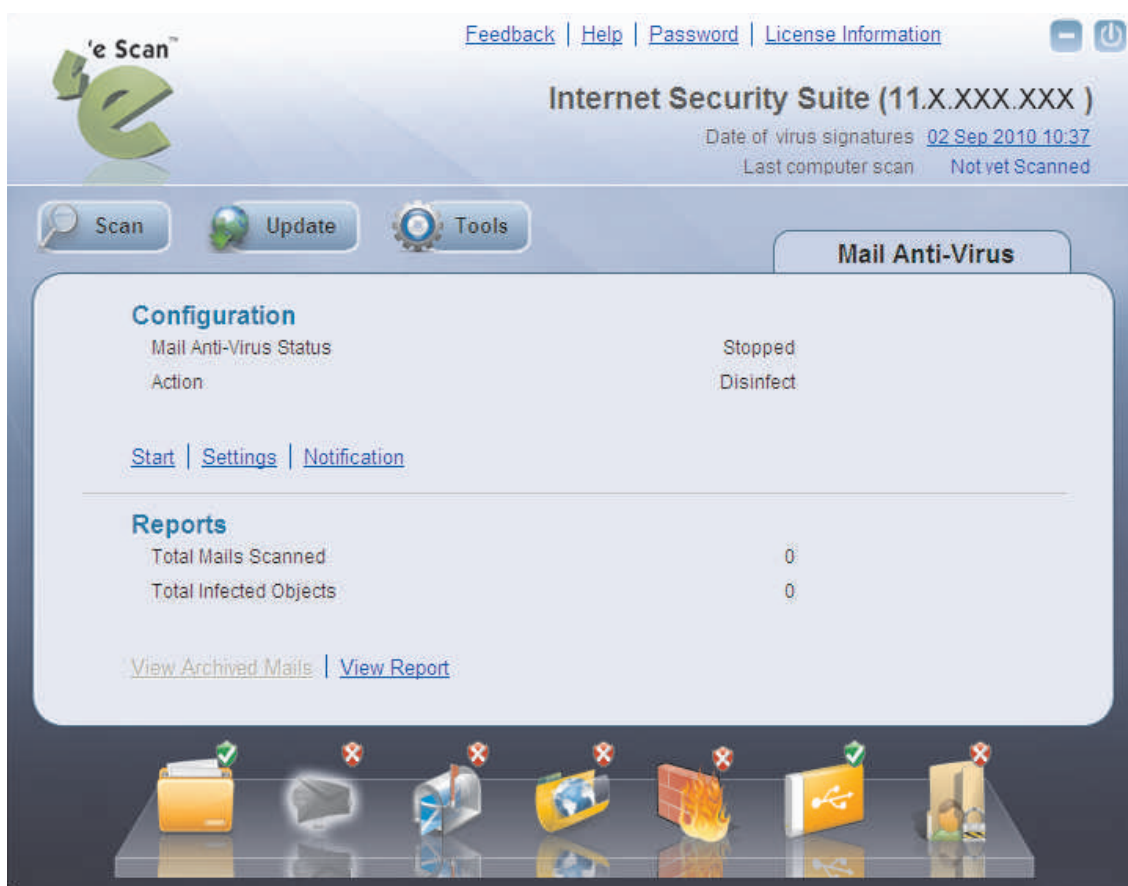 'e Scan™
Feedback | Help | Password | License Information
Internet Security Suite (11.X.XXX.XXX )
Date of virus signatures 02 Sep 2010 10:37
Last computer scan Not yet Scanned
Scan Update Tools
Mail Anti-Virus
Configuration
Mail Anti-Virus Status Stopped
Action Disinfect
Start | Settings | Notification
Reports
Total Mails Scanned 0
Total Infected Objects 0
View Archived Mails | View Report